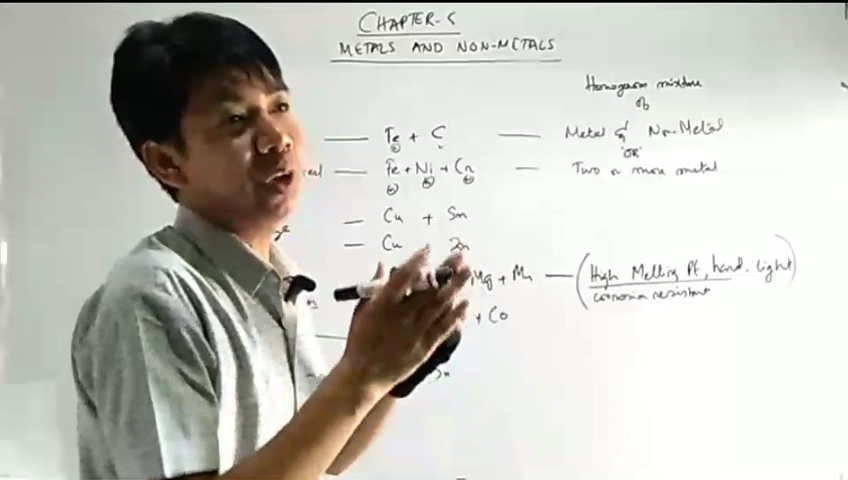 CHAPTER-5
METALS AND NON-METALS
Homogenous mixture
of
Fe + C — Metal & Non-Metal
'OR'
Fe + Ni + Cr — Two or more metal
— Cu + Sn
— Cu Zn
Mg + Mn — (High Melting Pt, hard, light
corrosion resistant)
+ Co